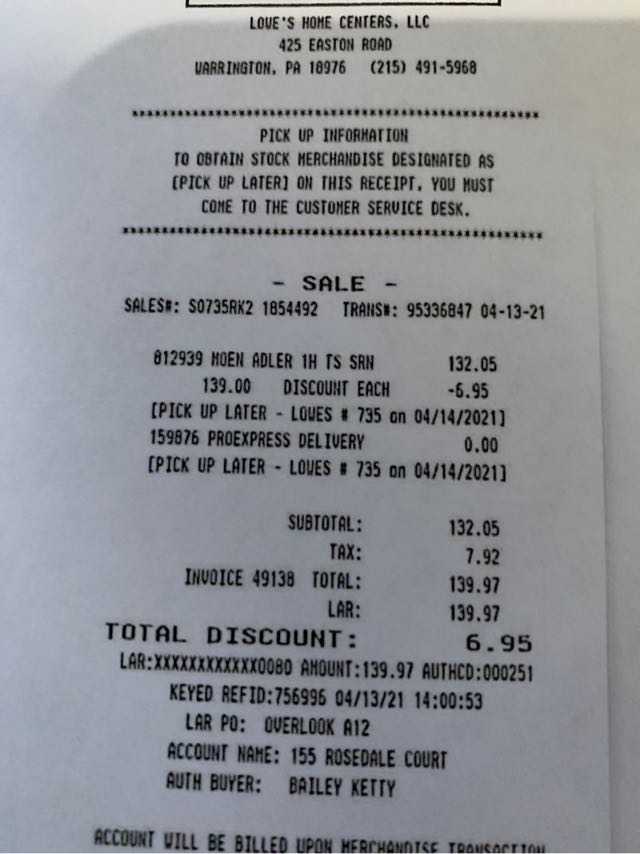 LOWE'S HOME CENTERS, LLC
425 EASTON ROAD
WARRINGTON, PA 18976 (215) 491-5968
******************************************************
PICK UP INFORMATION
TO OBTAIN STOCK MERCHANDISE DESIGNATED AS
[PICK UP LATER] ON THIS RECEIPT, YOU MUST
COME TO THE CUSTOMER SERVICE DESK.
******************************************************
- SALE -
SALES#: S0735RK2 1854492 TRANS#: 95336847 04-13-21
812939 MOEN ADLER 1H TS SRN 132.05
139.00 DISCOUNT EACH -6.95
[PICK UP LATER - LOWES # 735 on 04/14/2021]
159876 PROEXPRESS DELIVERY 0.00
[PICK UP LATER - LOWES # 735 on 04/14/2021]
SUBTOTAL: 132.05
TAX: 7.92
INVOICE 49138 TOTAL: 139.97
LAR: 139.97
TOTAL DISCOUNT: 6.95
LAR:XXXXXXXXXXXX0080 AMOUNT:139.97 AUTHCD:000251
KEYED REFID:756996 04/13/21 14:00:53
LAR PO: OVERLOOK A12
ACCOUNT NAME: 155 ROSEDALE COURT
AUTH BUYER: BAILEY KETTY
ACCOUNT WILL BE BILLED UPON MERCHANDISE TRANSACTION